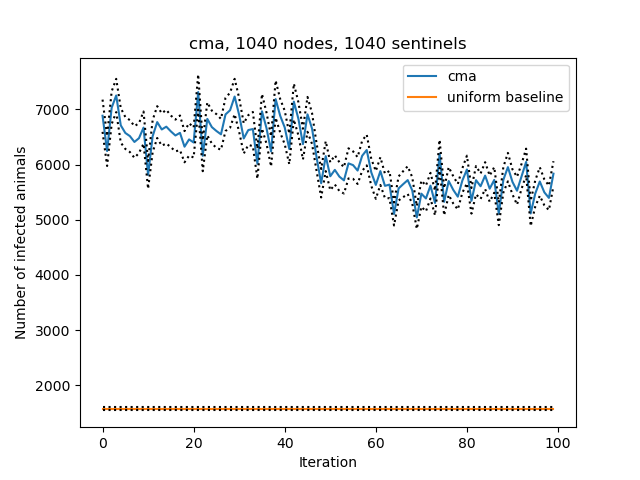 cma, 1040 nodes, 1040 sentinels
cma
uniform baseline
Number of infected animals
7000
6000
5000
4000
3000
2000
0 20 40 60 80 100
Iteration